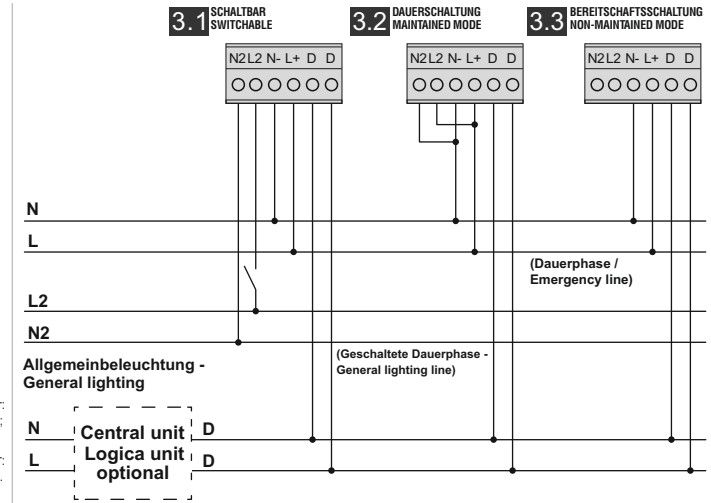 3.1 SCHALTBAR
SWITCHABLE
3.2 DAUERSCHALTUNG
MAINTAINED MODE
3.3 BEREITSCHAFTSSCHALTUNG
NON-MAINTAINED MODE
N2 L2 N- L+ D D
N2 L2 N- L+ D D
N2 L2 N- L+ D D
N
L
(Dauerphase /
Emergency line)
L2
N2
Allgemeinbeleuchtung -
General lighting
(Geschaltete Dauerphase -
General lighting line)
N
L
Central unit
Logica unit
optional
D
D